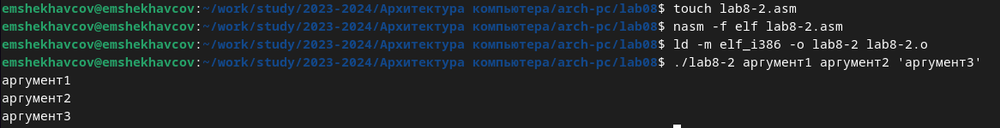 emshekhavcov@emshekhavcov:~/work/study/2023-2024/Архитектура компьютера/arch-pc/lab08$ touch lab8-2.asm
emshekhavcov@emshekhavcov:~/work/study/2023-2024/Архитектура компьютера/arch-pc/lab08$ nasm -f elf lab8-2.asm
emshekhavcov@emshekhavcov:~/work/study/2023-2024/Архитектура компьютера/arch-pc/lab08$ ld -m elf_i386 -o lab8-2 lab8-2.o
emshekhavcov@emshekhavcov:~/work/study/2023-2024/Архитектура компьютера/arch-pc/lab08$ ./lab8-2 аргумент1 аргумент2 'аргумент3'
аргумент1
аргумент2
аргумент3